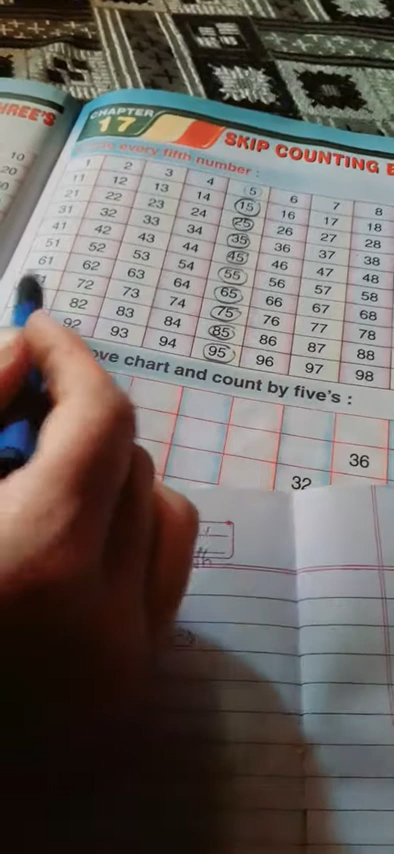 HREE'S
CHAPTER
17
SKIP COUNTING
every fifth number :
10
20
1 2 3 4 5 6 7 8
11 12 13 14 15 16 17 18
21 22 23 24 25 26 27 28
31 32 33 34 35 36 37 38
41 42 43 44 45 46 47 48
51 52 53 54 55 56 57 58
61 62 63 64 65 66 67 68
72 73 74 75 76 77 78
82 83 84 85 86 87 88
92 93 94 95 96 97 98
ove chart and count by five's :
36
32